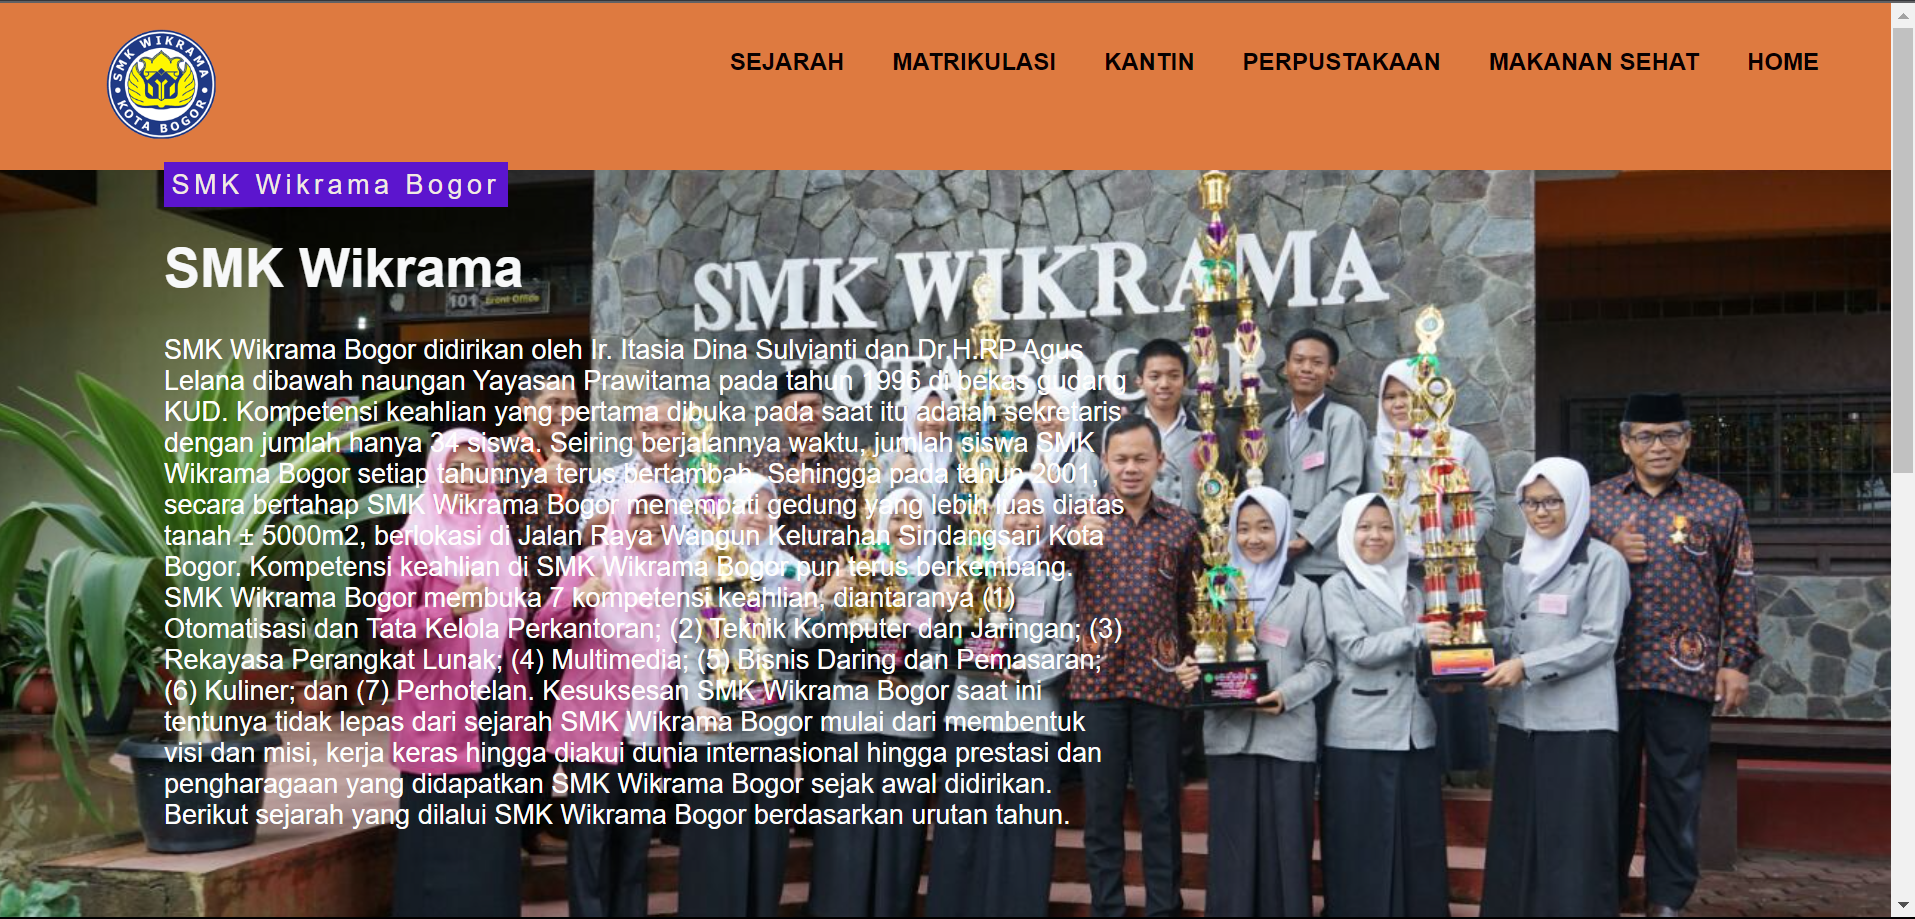 SMK WIKRAMA
KOTA BOGOR
SEJARAH
MATRIKULASI
KANTIN
PERPUSTAKAAN
MAKANAN SEHAT
HOME
SMK Wikrama Bogor
SMK Wikrama
SMK WIKRAMA
KOTA BOGOR
101 Front Office
SMK Wikrama Bogor didirikan oleh Ir. Itasia Dina Sulvianti dan Dr.H.RP Agus
Lelana dibawah naungan Yayasan Prawitama pada tahun 1996 di bekas gudang
KUD. Kompetensi keahlian yang pertama dibuka pada saat itu adalah sekretaris
dengan jumlah hanya 34 siswa. Seiring berjalannya waktu, jumlah siswa SMK
Wikrama Bogor setiap tahunnya terus bertambah. Sehingga pada tahun 2001,
secara bertahap SMK Wikrama Bogor menempati gedung yang lebih luas diatas
tanah ± 5000m2, berlokasi di Jalan Raya Wangun Kelurahan Sindangsari Kota
Bogor. Kompetensi keahlian di SMK Wikrama Bogor pun terus berkembang.
SMK Wikrama Bogor membuka 7 kompetensi keahlian, diantaranya (1)
Otomatisasi dan Tata Kelola Perkantoran; (2) Teknik Komputer dan Jaringan; (3)
Rekayasa Perangkat Lunak; (4) Multimedia; (5) Bisnis Daring dan Pemasaran;
(6) Kuliner; dan (7) Perhotelan. Kesuksesan SMK Wikrama Bogor saat ini
tentunya tidak lepas dari sejarah SMK Wikrama Bogor mulai dari membentuk
visi dan misi, kerja keras hingga diakui dunia internasional hingga prestasi dan
pengharagaan yang didapatkan SMK Wikrama Bogor sejak awal didirikan.
Berikut sejarah yang dilalui SMK Wikrama Bogor berdasarkan urutan tahun.